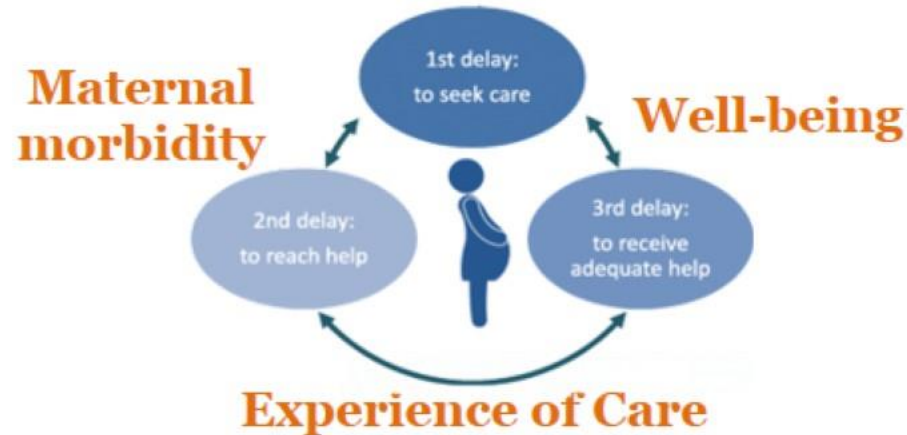 1st delay:
to seek care
Maternal
morbidity
Well-being
2nd delay:
to reach help
3rd delay:
to receive
adequate help
Experience of Care